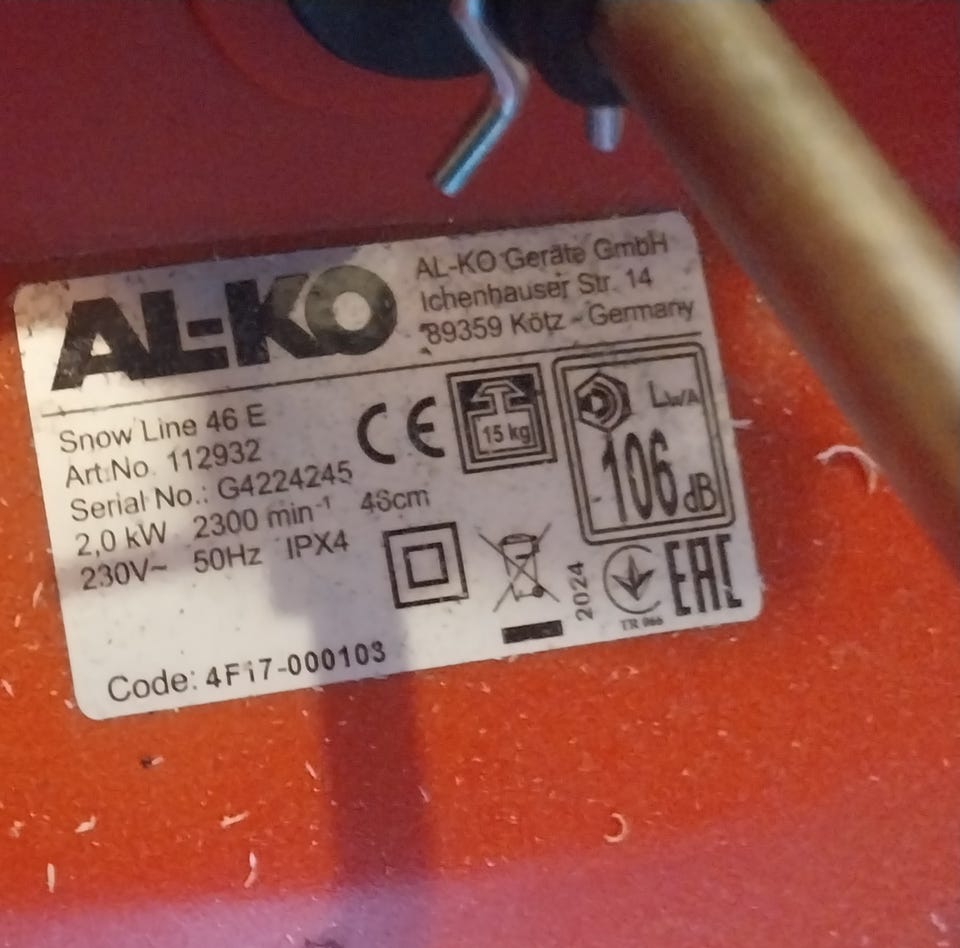 AL-KO
AL-KO Geräte GmbH
Ichenhauser Str. 14
89359 Kötz - Germany
Snow Line 46 E
Art.No. 112932
Serial No.: G4224245
2,0 kW 2300 min⁻¹ 46cm
230V~ 50Hz IPX4
CE
15 kg
LWA
106 dB
2024
EAC
Code: 4F17-000103